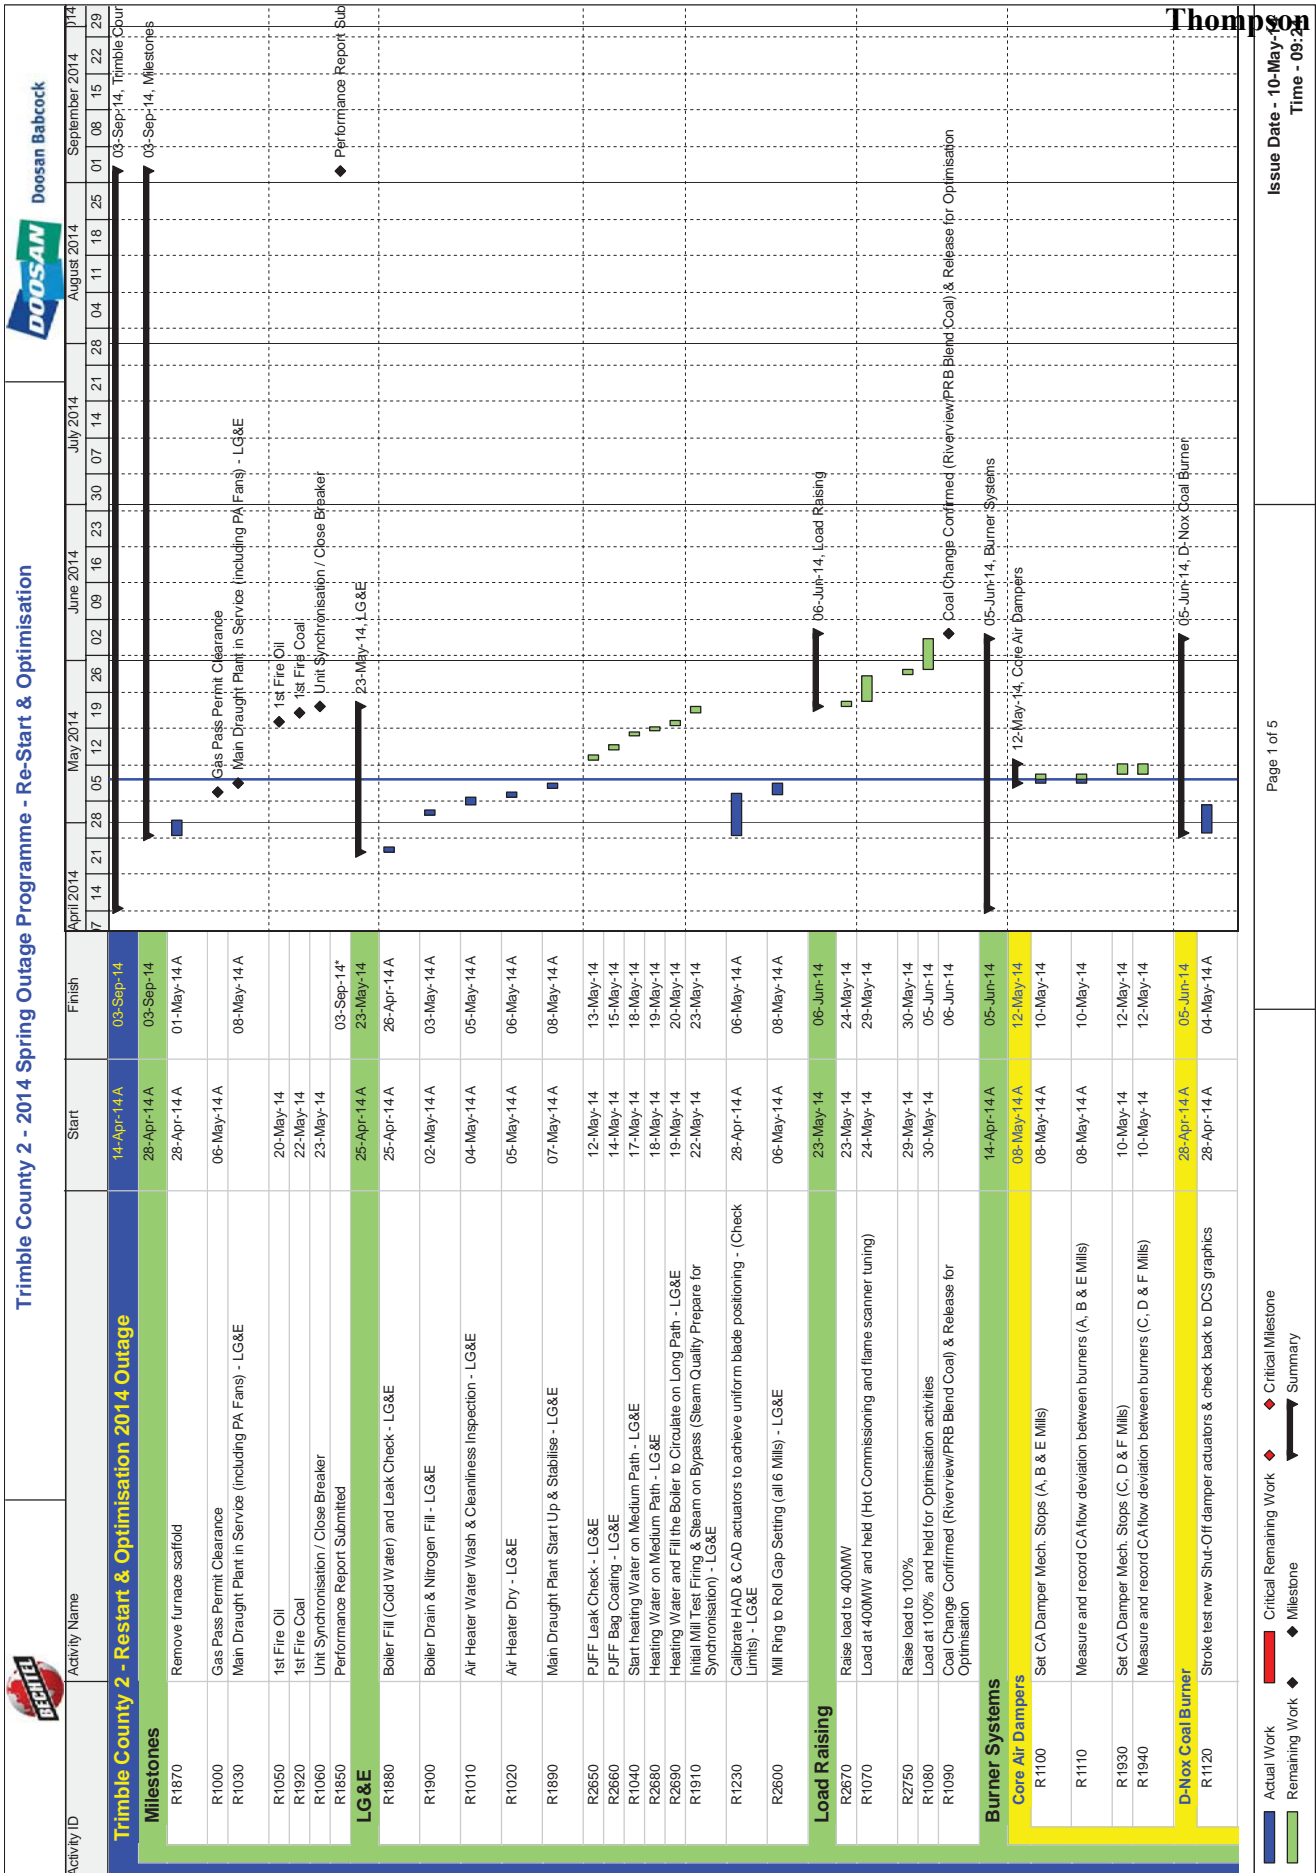 Thompson
BECHTEL
Trimble County 2 - 2014 Spring Outage Programme - Re-Start & Optimisation
DOOSAN Doosan Babcock
Activity ID Activity Name Start Finish
April 2014 May 2014 June 2014 July 2014 August 2014 September 2014 014
07 14 21 28 05 12 19 26 02 09 16 23 30 07 14 21 28 04 11 18 25 01 08 15 22 29
Trimble County 2 - Restart & Optimisation 2014 Outage 14-Apr-14 A 03-Sep-14 03-Sep-14, Trimble Cour
Milestones 28-Apr-14 A 03-Sep-14 03-Sep-14, Milestones
R1870 Remove furnace scaffold 28-Apr-14 A 01-May-14 A
R1000 Gas Pass Permit Clearance 06-May-14 A Gas Pass Permit Clearance
R1030 Main Draught Plant in Service (including PA Fans) - LG&E 08-May-14 A Main Draught Plant in Service (including PA Fans) - LG&E
R1050 1st Fire Oil 20-May-14 1st Fire Oil
R1920 1st Fire Coal 22-May-14 1st Fire Coal
R1060 Unit Synchronisation / Close Breaker 23-May-14 Unit Synchronisation / Close Breaker
R1850 Performance Report Submitted 03-Sep-14* Performance Report Sub
LG&E 25-Apr-14 A 23-May-14 23-May-14, LG&E
R1880 Boiler Fill (Cold Water) and Leak Check - LG&E 25-Apr-14 A 26-Apr-14 A
R1900 Boiler Drain & Nitrogen Fill - LG&E 02-May-14 A 03-May-14 A
R1010 Air Heater Water Wash & Cleanliness Inspection - LG&E 04-May-14 A 05-May-14 A
R1020 Air Heater Dry - LG&E 05-May-14 A 06-May-14 A
R1890 Main Draught Plant Start Up & Stabilise - LG&E 07-May-14 A 08-May-14 A
R2650 PJFF Leak Check - LG&E 12-May-14 13-May-14
R2660 PJFF Bag Coating - LG&E 14-May-14 15-May-14
R1040 Start heating Water on Medium Path - LG&E 17-May-14 18-May-14
R2680 Heating Water on Medium Path - LG&E 18-May-14 19-May-14
R2690 Heating Water and Fill the Boiler to Circulate on Long Path - LG&E 19-May-14 20-May-14
R1910 Initial Mill Test Firing & Steam on Bypass (Steam Quality Prepare for 22-May-14 23-May-14
Synchronisation) - LG&E
R1230 Calibrate HAD & CAD actuators to achieve uniform blade positioning - (Check 28-Apr-14 A 06-May-14 A
Limits) - LG&E
R2600 Mill Ring to Roll Gap Setting (all 6 Mills) - LG&E 06-May-14 A 08-May-14 A
Load Raising 23-May-14 06-Jun-14 06-Jun-14, Load Raising
R2670 Raise load to 400MW 23-May-14 24-May-14
R1070 Load at 400MW and held (Hot Commissioning and flame scanner tuning) 24-May-14 29-May-14
R2750 Raise load to 100% 29-May-14 30-May-14
R1080 Load at 100% and held for Optimisation activities 30-May-14 05-Jun-14
R1090 Coal Change Confirmed (Riverview/PRB Blend Coal) & Release for 06-Jun-14 Coal Change Confirmed (Riverview/PRB Blend Coal) & Release for Optimisation
Optimisation
Burner Systems 14-Apr-14 A 05-Jun-14 05-Jun-14, Burner Systems
Core Air Dampers 08-May-14 A 12-May-14 12-May-14, Core Air Dampers
R1100 Set CA Damper Mech. Stops (A, B & E Mills) 08-May-14 A 10-May-14
R1110 Measure and record CA flow deviation between burners (A, B & E Mills) 08-May-14 A 10-May-14
R1930 Set CA Damper Mech. Stops (C, D & F Mills) 10-May-14 12-May-14
R1940 Measure and record CA flow deviation between burners (C, D & F Mills) 10-May-14 12-May-14
D-Nox Coal Burner 28-Apr-14 A 05-Jun-14 05-Jun-14, D-Nox Coal Burner
R1120 Stroke test new Shut-Off damper actuators & check back to DCS graphics 28-Apr-14 A 04-May-14 A
Actual Work Critical Remaining Work Critical Milestone
Remaining Work Milestone Summary
Page 1 of 5
Issue Date - 10-May-
Time - 09: